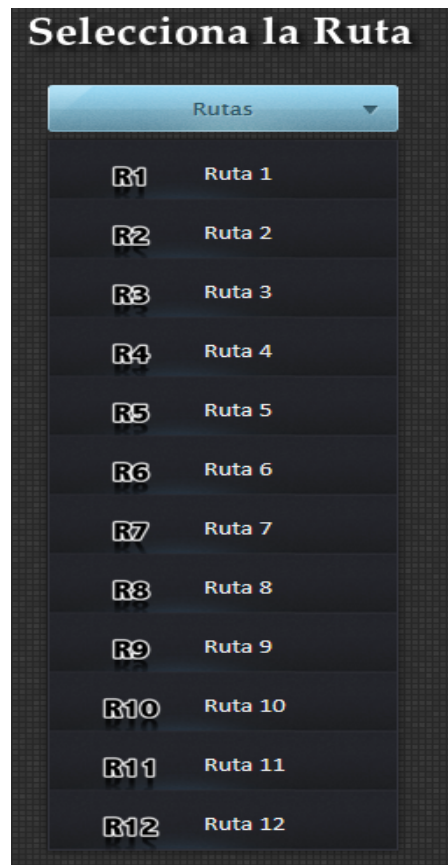 Selecciona la Ruta
Rutas
R1 Ruta 1
R2 Ruta 2
R3 Ruta 3
R4 Ruta 4
R5 Ruta 5
R6 Ruta 6
R7 Ruta 7
R8 Ruta 8
R9 Ruta 9
R10 Ruta 10
R11 Ruta 11
R12 Ruta 12